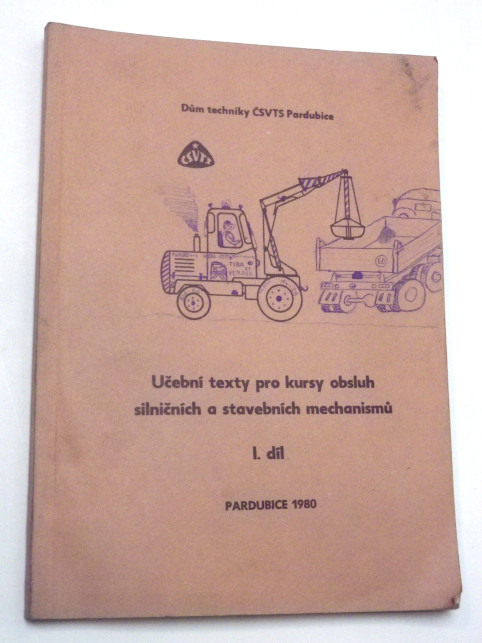 Dům techniky ČSVTS Pardubice
ČSVTS
Učební texty pro kursy obsluh
silničních a stavebních mechanismů
I. díl
PARDUBICE 1980